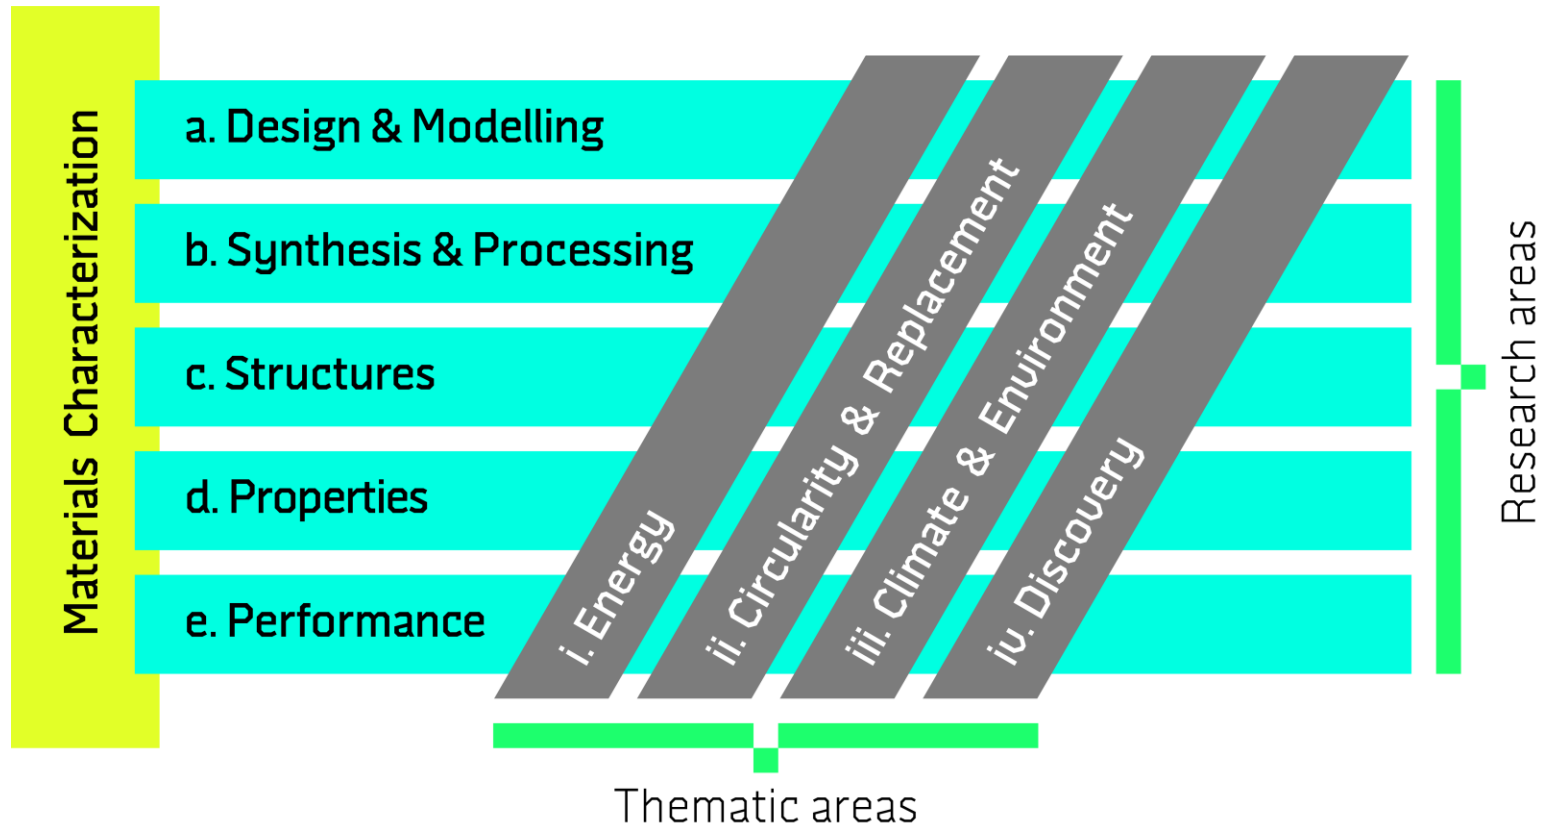 Materials Characterization
a. Design & Modelling
b. Synthesis & Processing
c. Structures
d. Properties
e. Performance
i. Energy
ii. Circularity & Replacement
iii. Climate & Environment
iv. Discovery
Research areas
Thematic areas